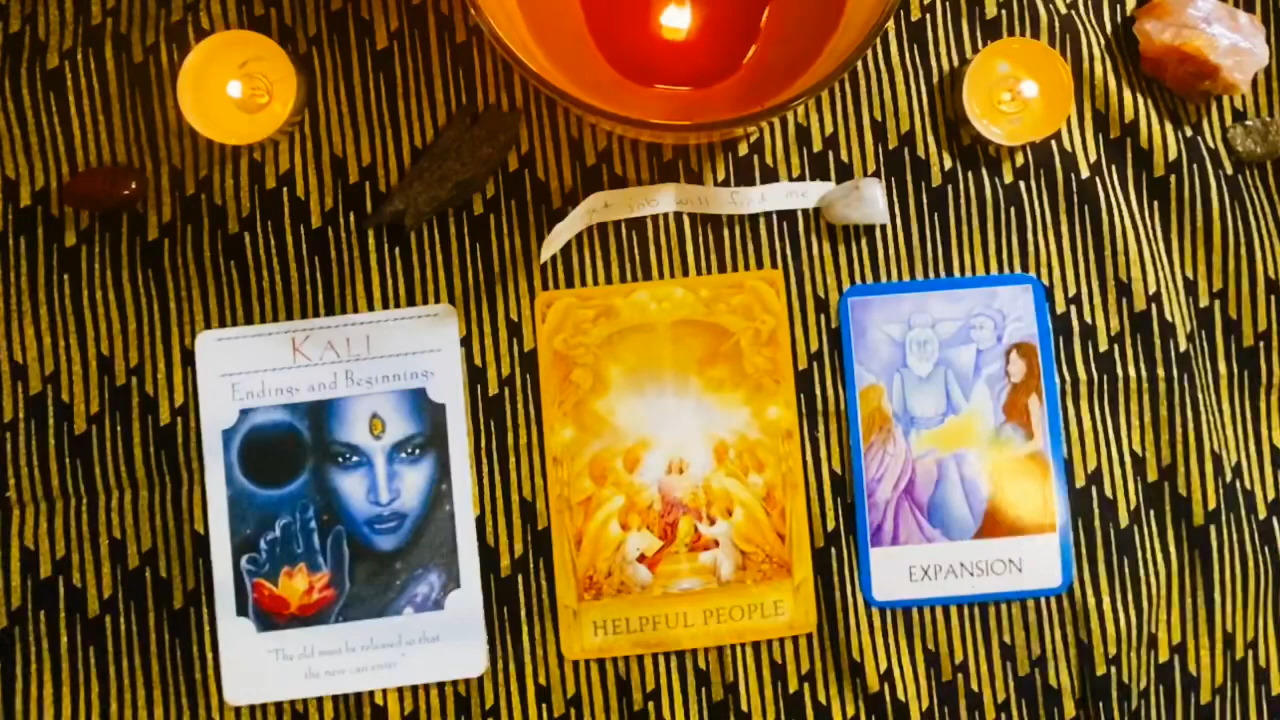 job will find me
KALI
Endings and Beginnings
"The old must be released so that
the new can enter."
HELPFUL PEOPLE
EXPANSION